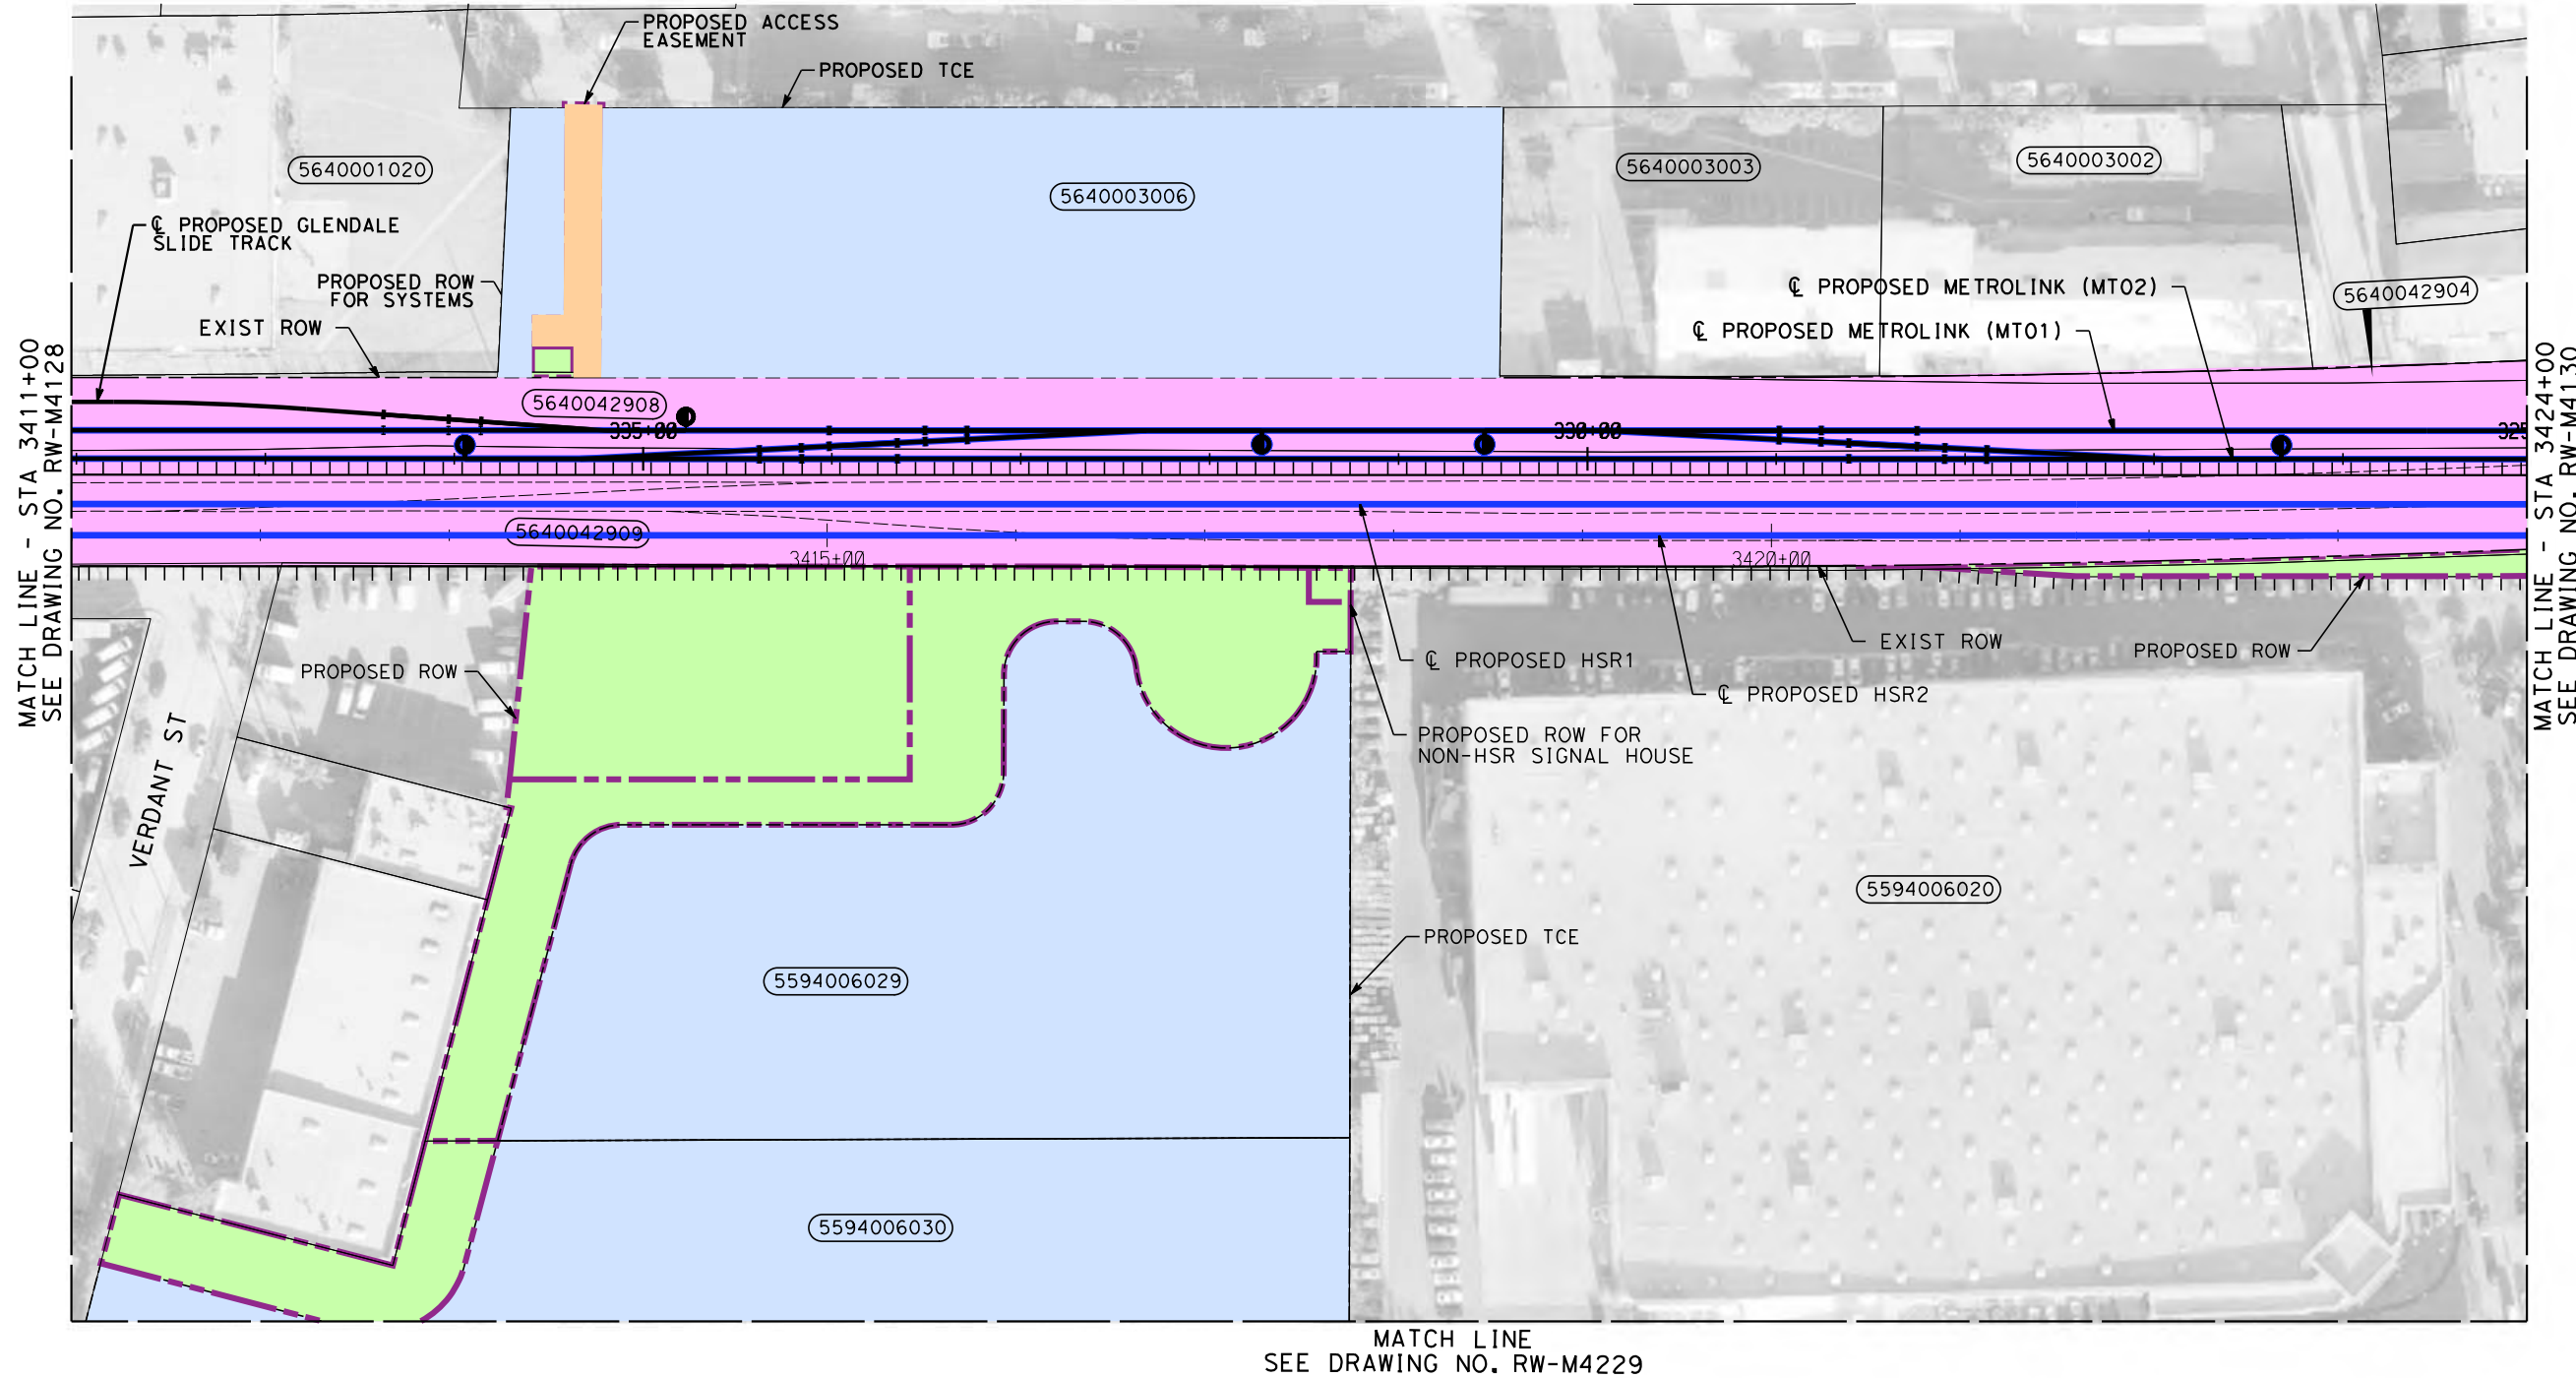 PROPOSED ACCESS
EASEMENT
PROPOSED TCE
5640001020
5640003006
5640003003
5640003002
℄ PROPOSED GLENDALE
SLIDE TRACK
PROPOSED ROW
FOR SYSTEMS
EXIST ROW
℄ PROPOSED METROLINK (MT02)
℄ PROPOSED METROLINK (MT01)
5640042904
MATCH LINE - STA 3411+00
SEE DRAWING NO. RW-M4128
MATCH LINE - STA 3424+00
SEE DRAWING NO. RW-M4130
5640042908
335+00
330+00
325
5640042909
3415+00
3420+00
PROPOSED ROW
℄ PROPOSED HSR1
EXIST ROW
PROPOSED ROW
℄ PROPOSED HSR2
PROPOSED ROW FOR
NON-HSR SIGNAL HOUSE
VERDANT ST
5594006020
PROPOSED TCE
5594006029
5594006030
MATCH LINE
SEE DRAWING NO. RW-M4229